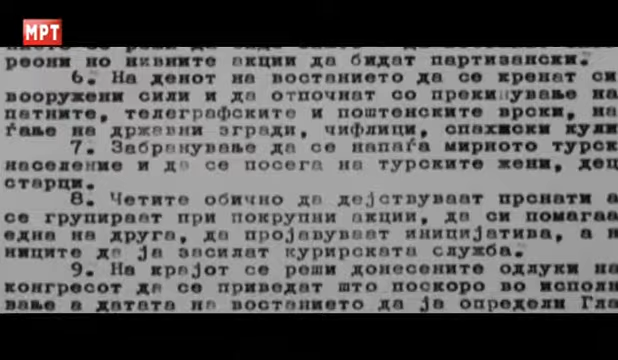 МРТ
реони но нивните акции да бидат партизански.
6. На денот на востанието да се кренат си
вооружени сили и да отпочнат со прекинување на
патните, телеграфските и поштенските врски, на
ѓање на државни згради, чифлици, спахиски кули
7. Забранување да се напаѓа мирното турск
население и да се посега на турските жени, дец
старци.
8. Четите обично да дејствуваат прснати а
се групираат при покрупни акции, да си помагаа
една на друга, да пројавуваат иницијатива, а в
ниците да ја засилат курирската служба.
9. На крајот се реши донесените одлуки на
конгресот да се приведат што поскоро во исполн
вање а датата на востанието да ја определи Гла